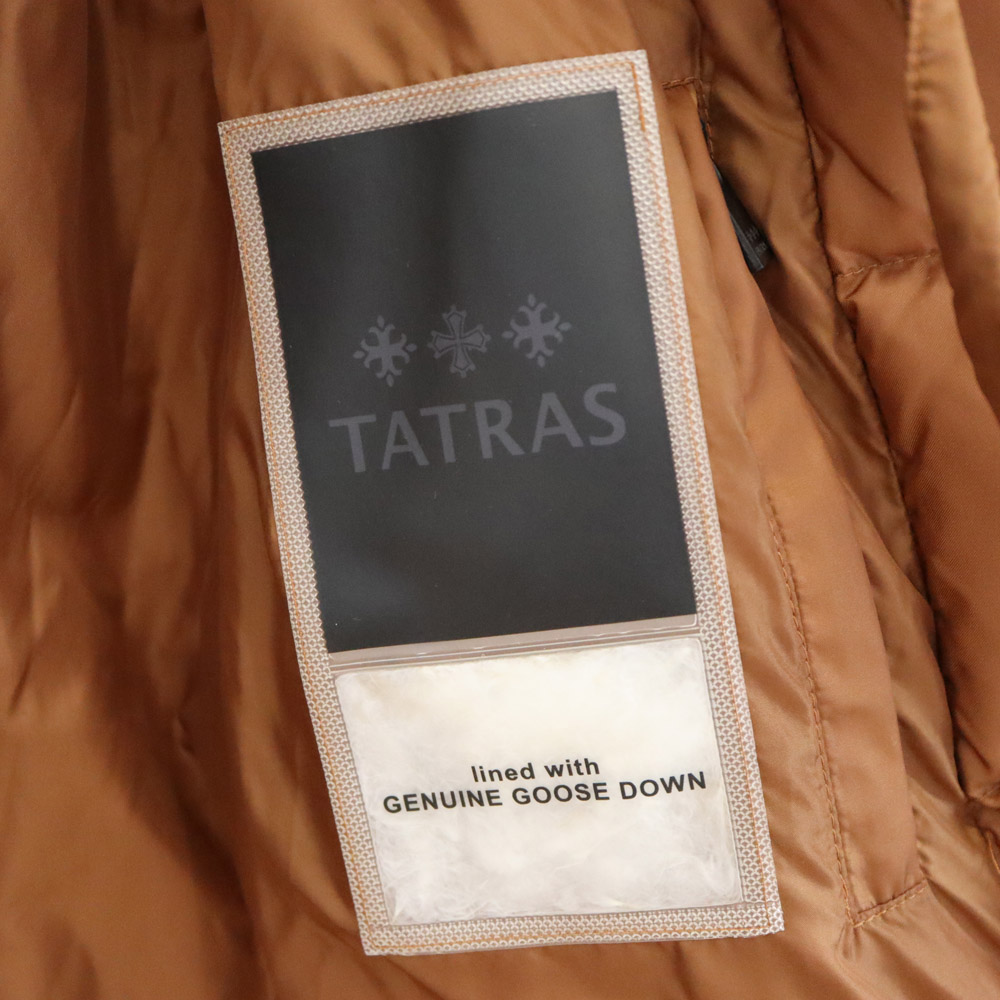 TATRAS
lined with
GENUINE GOOSE DOWN